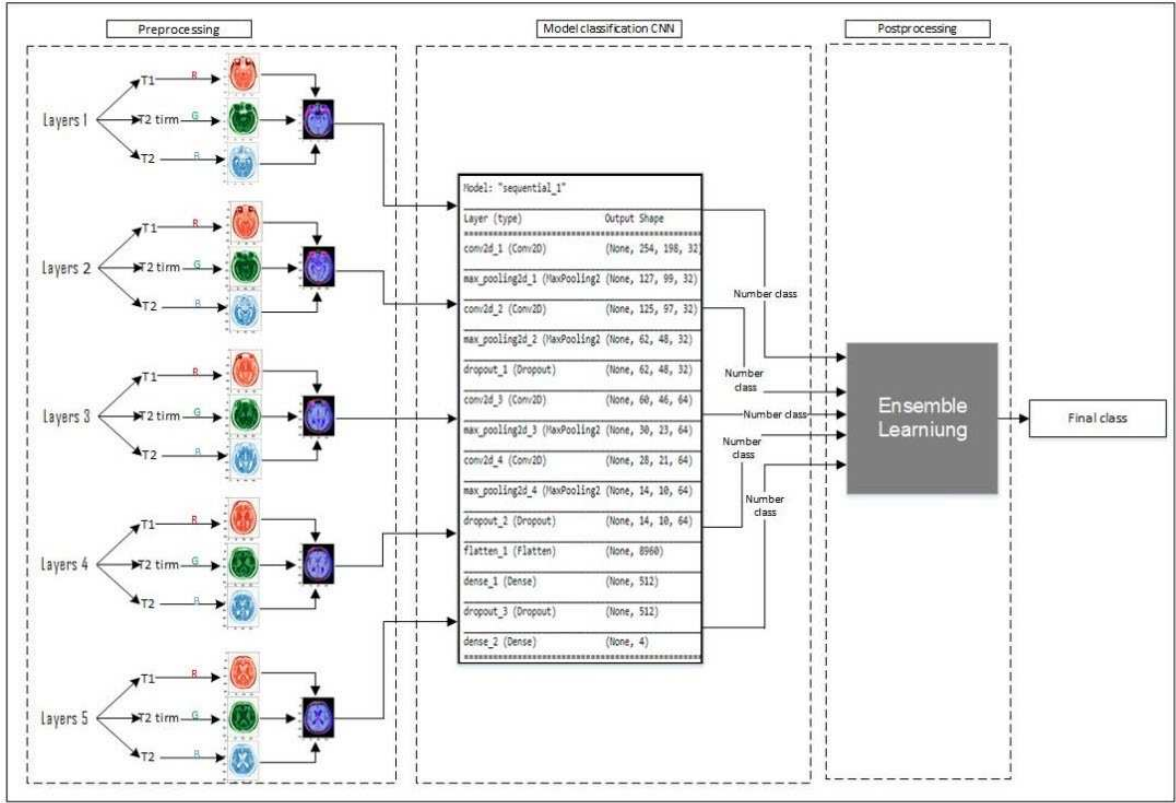 Preprocessing
Model classification CNN
Postprocessing
Layers 1
T1
R
T2 tirm
G
T2
B
Layers 2
T1
R
T2 tirm
G
T2
B
Layers 3
T1
R
T2 tirm
G
T2
B
Layers 4
T1
R
T2 tirm
G
T2
B
Layers 5
T1
R
T2 tirm
G
T2
B
Model: "sequential_1"
Layer (type) Output Shape
conv2d_1 (Conv2D) (None, 254, 198, 32)
max_pooling2d_1 (MaxPooling2 (None, 127, 99, 32)
conv2d_2 (Conv2D) (None, 125, 97, 32)
max_pooling2d_2 (MaxPooling2 (None, 62, 48, 32)
dropout_1 (Dropout) (None, 62, 48, 32)
conv2d_3 (Conv2D) (None, 60, 46, 64)
max_pooling2d_3 (MaxPooling2 (None, 30, 23, 64)
conv2d_4 (Conv2D) (None, 28, 21, 64)
max_pooling2d_4 (MaxPooling2 (None, 14, 10, 64)
dropout_2 (Dropout) (None, 14, 10, 64)
flatten_1 (Flatten) (None, 8960)
dense_1 (Dense) (None, 512)
dropout_3 (Dropout) (None, 512)
dense_2 (Dense) (None, 4)
Number class
Number
class
Number class
Number
class
Number
class
Ensemble
Learniung
Final class